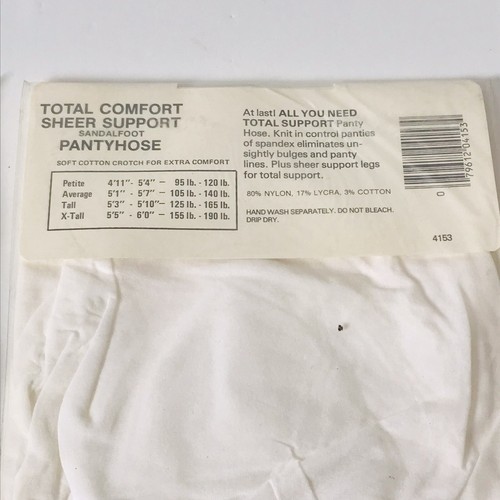 TOTAL COMFORT
SHEER SUPPORT
SANDALFOOT
PANTYHOSE
SOFT COTTON CROTCH FOR EXTRA COMFORT
Petite 4'11" - 5'4" — 95 lb. - 120 lb.
Average 5'1" - 5'7" — 105 lb. - 140 lb.
Tall 5'3" - 5'10" — 125 lb. - 165 lb.
X-Tall 5'5" - 6'0" — 155 lb. - 190 lb.
At last! ALL YOU NEED
TOTAL SUPPORT Panty
Hose. Knit in control panties
of spandex eliminates un-
sightly bulges and panty
lines. Plus sheer support legs
for total support.
80% NYLON, 17% LYCRA, 3% COTTON
HAND WASH SEPARATELY. DO NOT BLEACH.
DRIP DRY.
79612 04153
0
4153